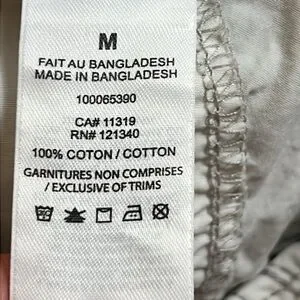 M
FAIT AU BANGLADESH
MADE IN BANGLADESH
100065390
CA# 11319
RN# 121340
100% COTON / COTTON
GARNITURES NON COMPRISES
/ EXCLUSIVE OF TRIMS